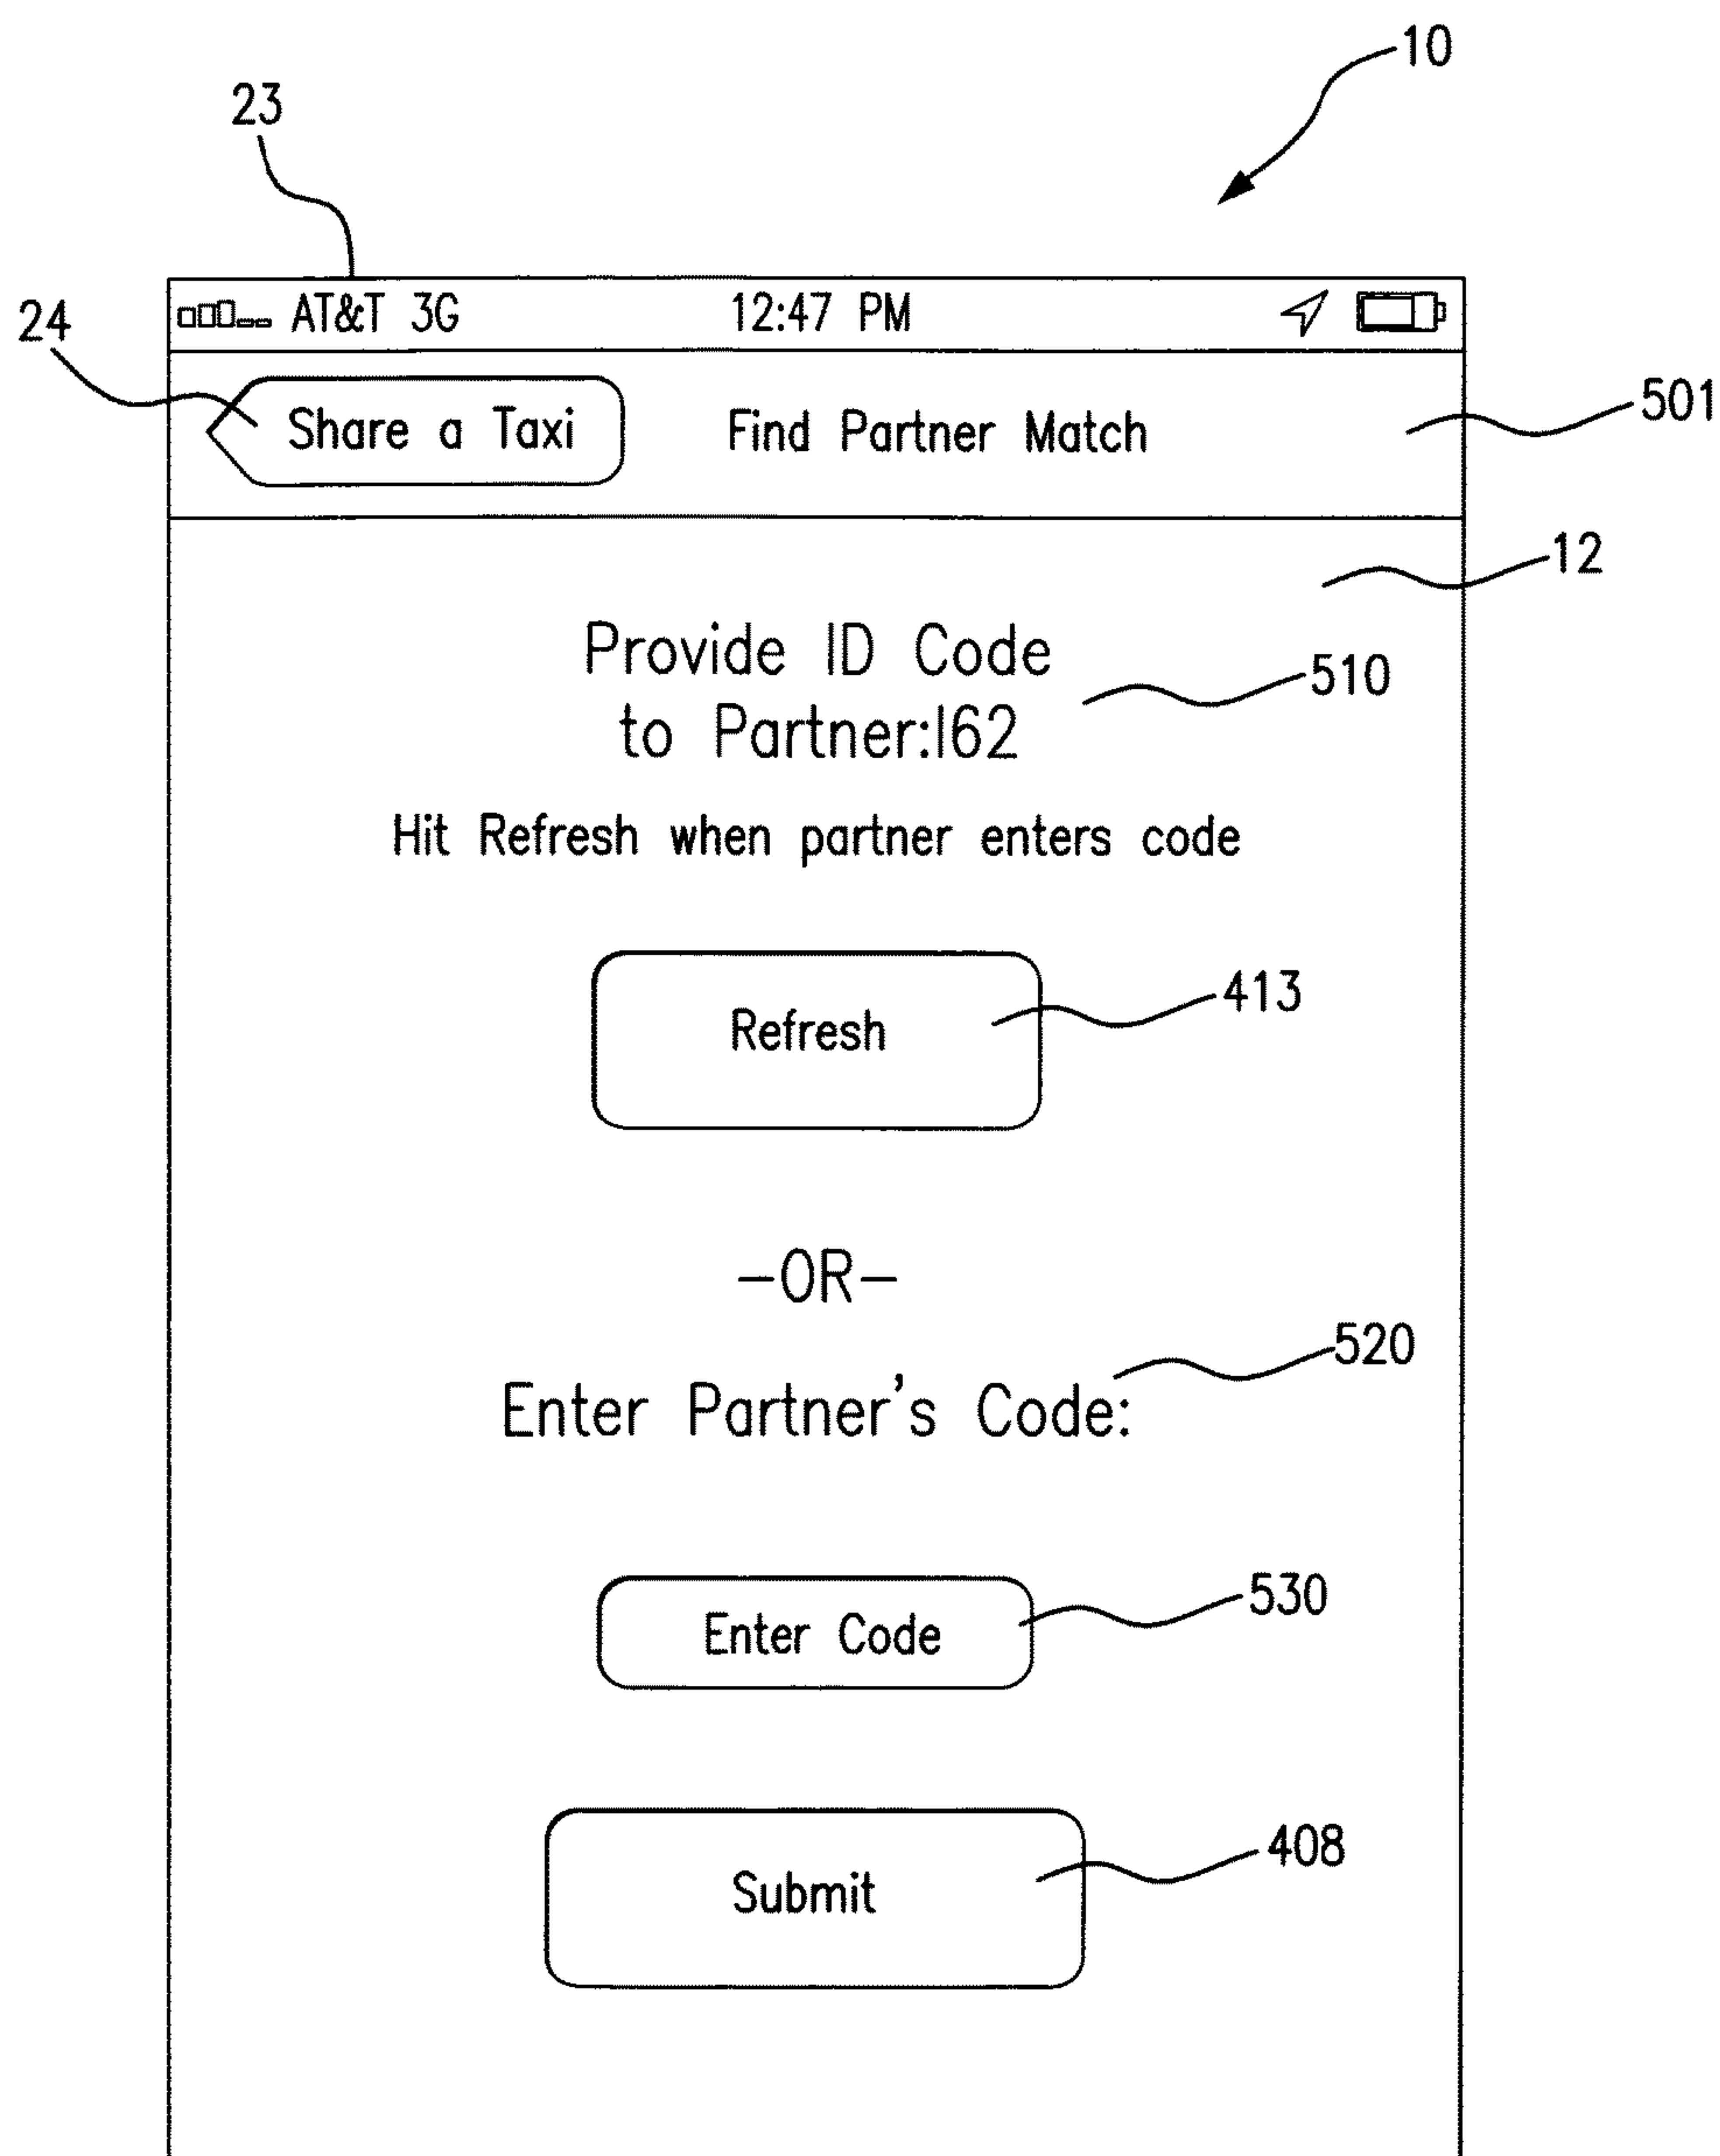 10
23
24
AT&T 3G 12:47 PM
Share a Taxi Find Partner Match
501
12
Provide ID Code
to Partner:162
510
Hit Refresh when partner enters code
Refresh
413
-OR-
520
Enter Partner's Code:
Enter Code
530
Submit
408